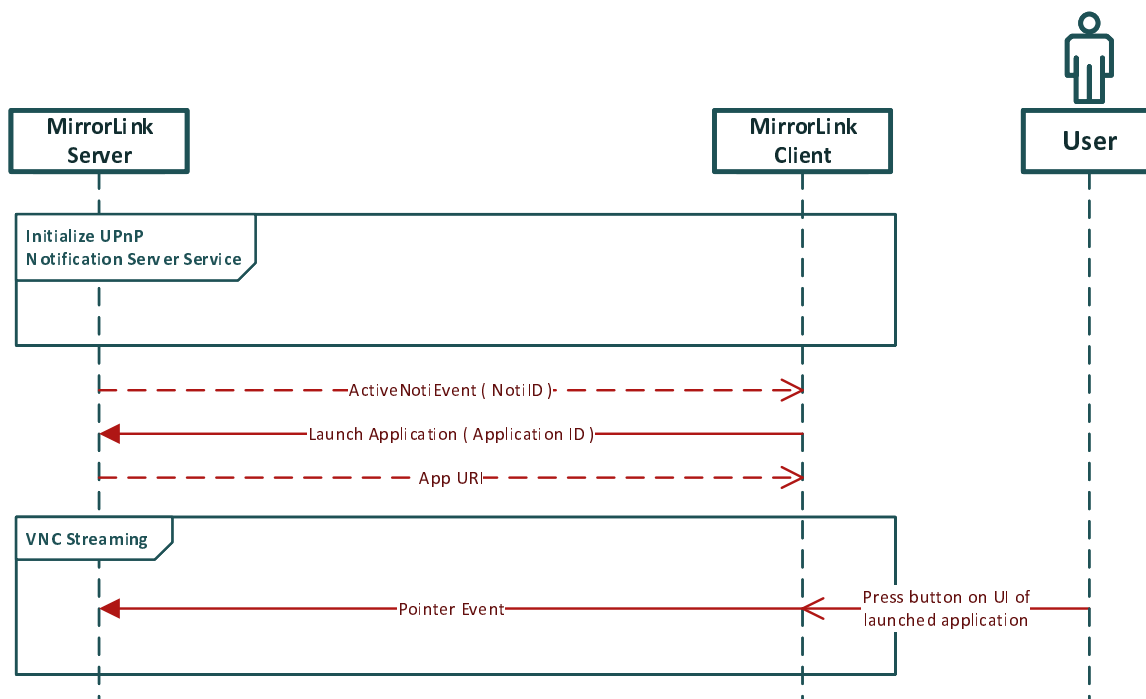 MirrorLink
Server
MirrorLink
Client
User
Initialize UPnP
Notification Server Service
ActiveNotiEvent ( NotiID )
Launch Application ( Application ID )
App URI
VNC Streaming
Pointer Event
Press button on UI of
launched application